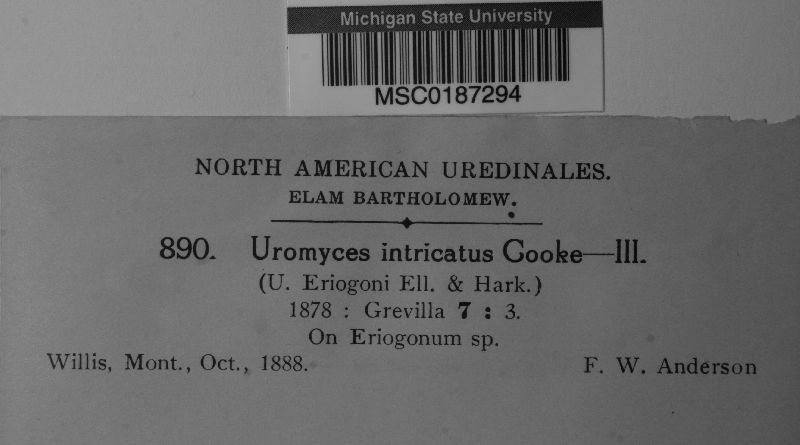 Michigan State University
MSC0187294
NORTH AMERICAN UREDINALES.
ELAM BARTHOLOMEW.
890. Uromyces intricatus Cooke—III.
(U. Eriogoni Ell. & Hark.)
1878 : Grevilla 7 : 3.
On Eriogonum sp.
Willis, Mont., Oct., 1888. F. W. Anderson